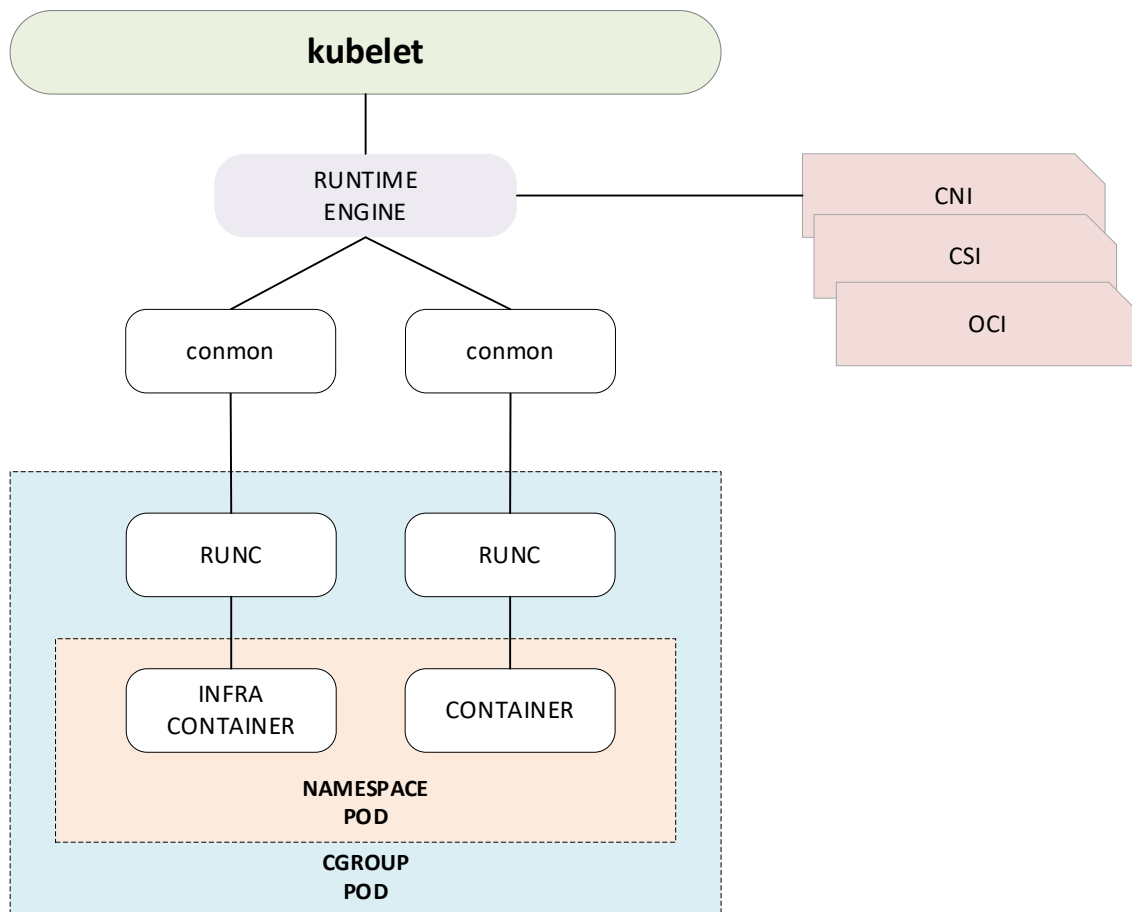 kubelet
RUNTIME
ENGINE
CNI
CSI
OCI
conmon
conmon
RUNC
RUNC
INFRA
CONTAINER
CONTAINER
NAMESPACE
POD
CGROUP
POD